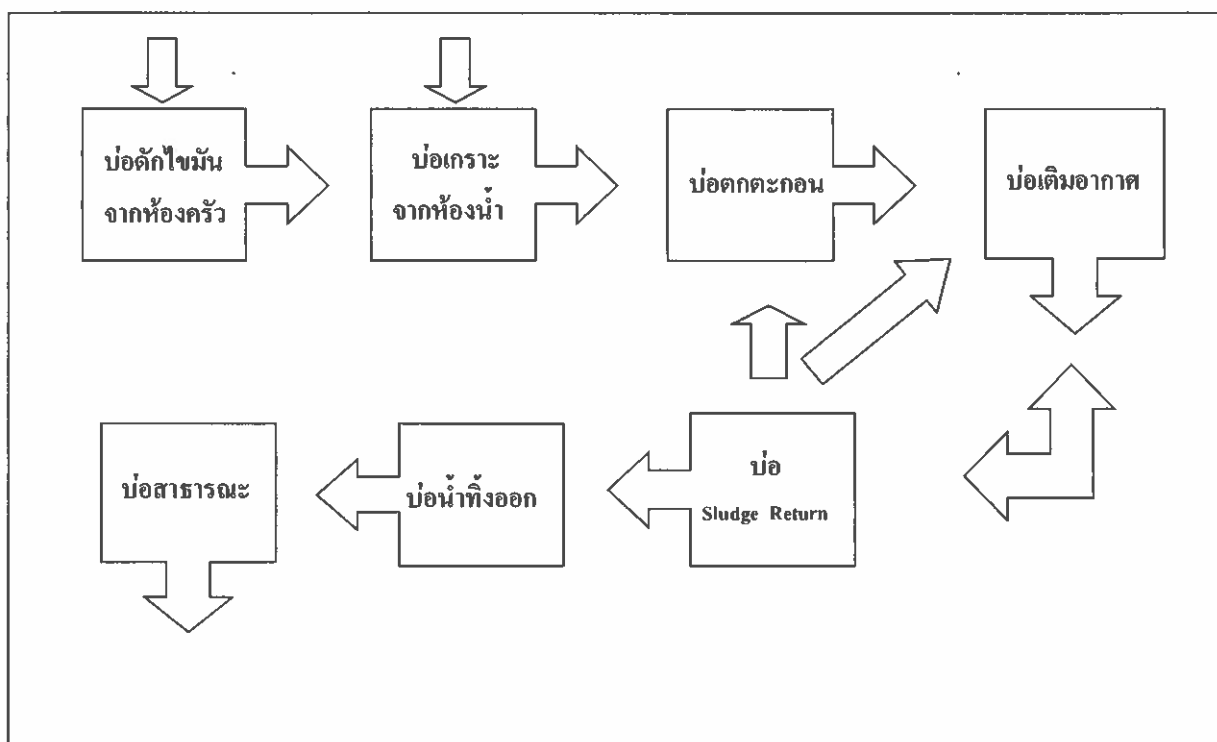 บ่อดักไขมัน
จากห้องครัว
บ่อเกราะ
จากห้องน้ำ
บ่อตกตะกอน
บ่อเติมอากาศ
บ่อสาธารณะ
บ่อน้ำทิ้งออก
บ่อ
Sludge Return